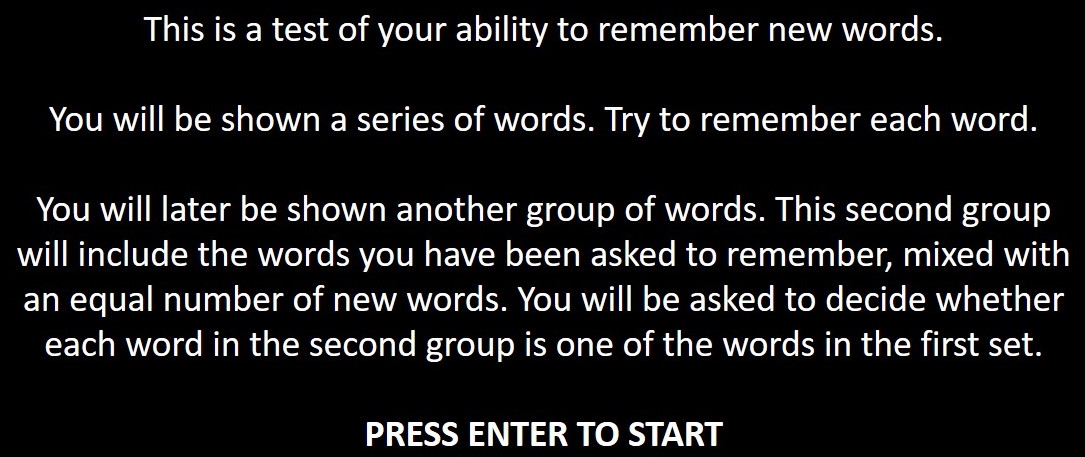 This is a test of your ability to remember new words.
You will be shown a series of words. Try to remember each word.
You will later be shown another group of words. This second group
will include the words you have been asked to remember, mixed with
an equal number of new words. You will be asked to decide whether
each word in the second group is one of the words in the first set.
PRESS ENTER TO START